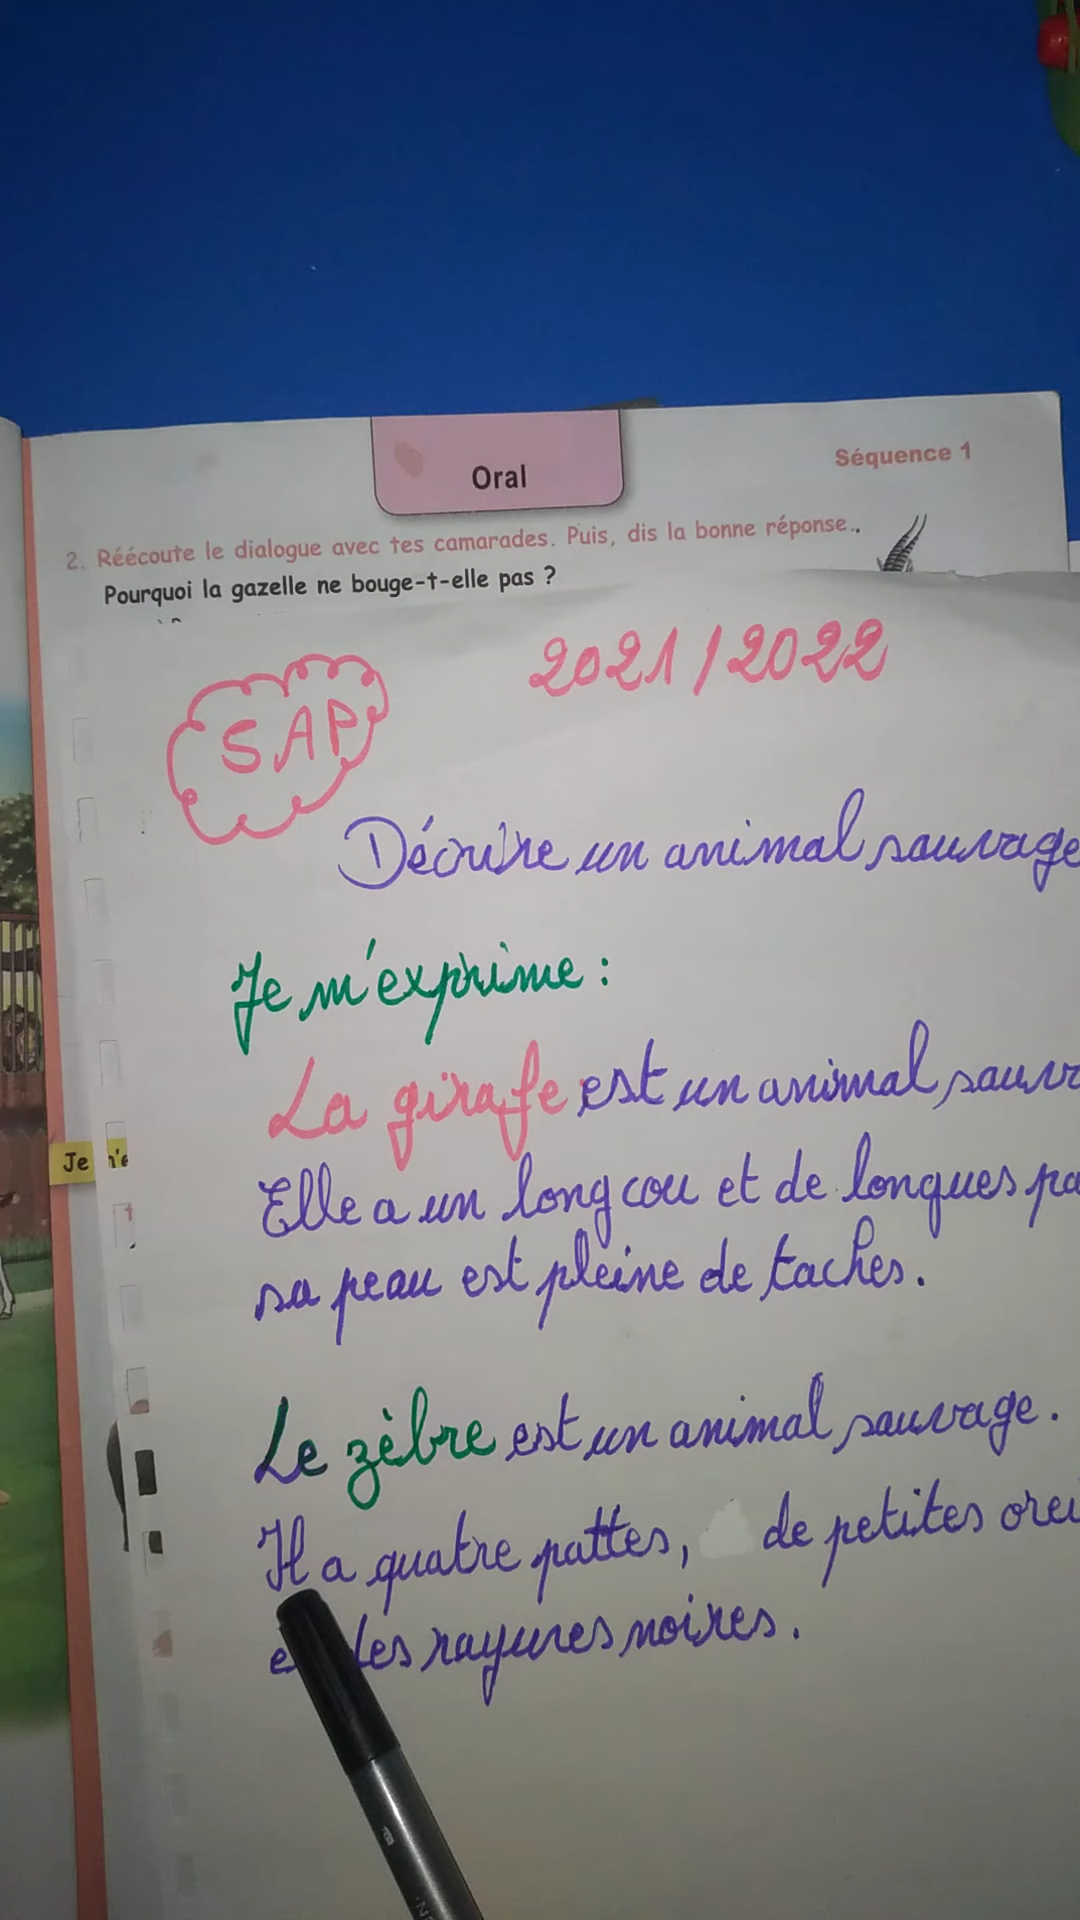 Oral
Séquence 1
2. Réécoute le dialogue avec tes camarades. Puis, dis la bonne réponse..
Pourquoi la gazelle ne bouge-t-elle pas ?
2021/2022
SAP
Décrire un animal sauvage
Je m'exprime :
La girafe est un animal
Elle a un long cou et de longues
sa peau est pleine de taches.
Je
Le zèbre est un animal sauvage.
Il a quatre pattes, de petites
des rayures noires.